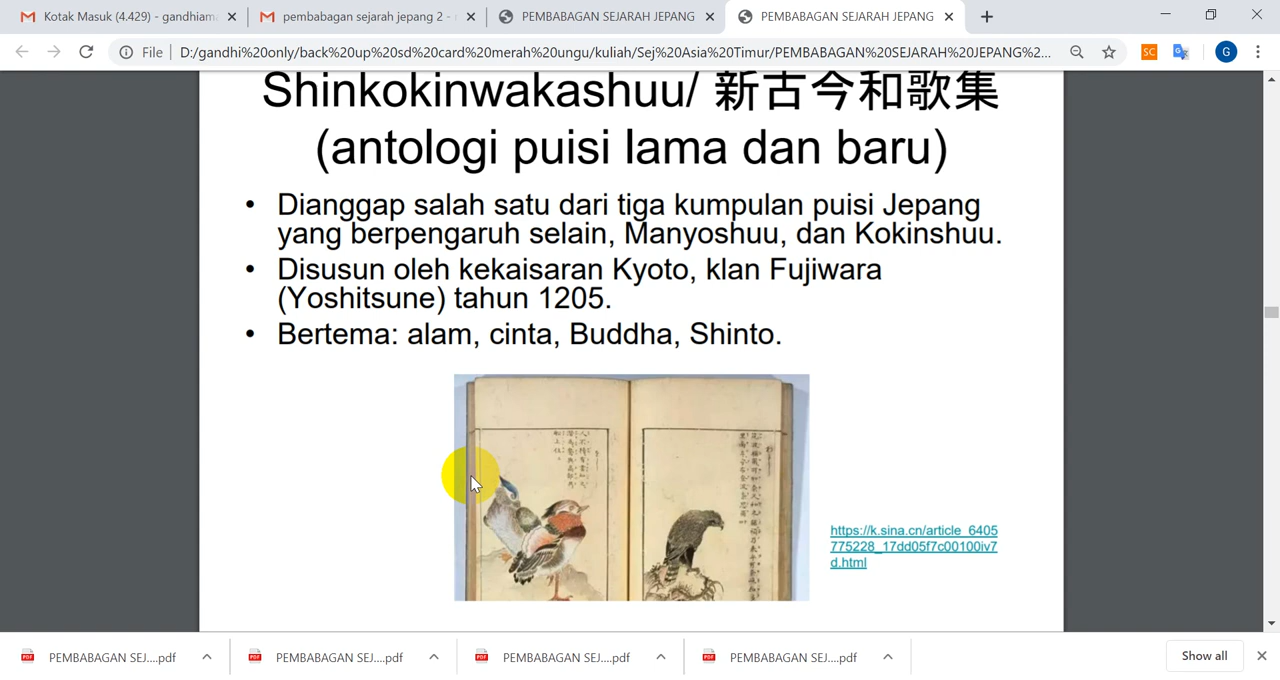 Kotak Masuk (4.429) - gandhiama
pembabagan sejarah jepang 2 -
PEMBABAGAN SEJARAH JEPANG
PEMBABAGAN SEJARAH JEPANG
File
D:/gandhi%20only/back%20up%20sd%20card%20merah%20ungu/kuliah/Sej%20Asia%20Timur/PEMBABAGAN%20SEJARAH%20JEPANG%2...
SC
G
Shinkokinwakashuu/ 新古今和歌集
(antologi puisi lama dan baru)
• Dianggap salah satu dari tiga kumpulan puisi Jepang
yang berpengaruh selain, Manyoshuu, dan Kokinshuu.
• Disusun oleh kekaisaran Kyoto, klan Fujiwara
(Yoshitsune) tahun 1205.
• Bertema: alam, cinta, Buddha, Shinto.
https://k.sina.cn/article_6405
775228_17dd05f7c00100iv7
d.html
PEMBABAGAN SEJ....pdf
PEMBABAGAN SEJ....pdf
PEMBABAGAN SEJ....pdf
PEMBABAGAN SEJ....pdf
Show all